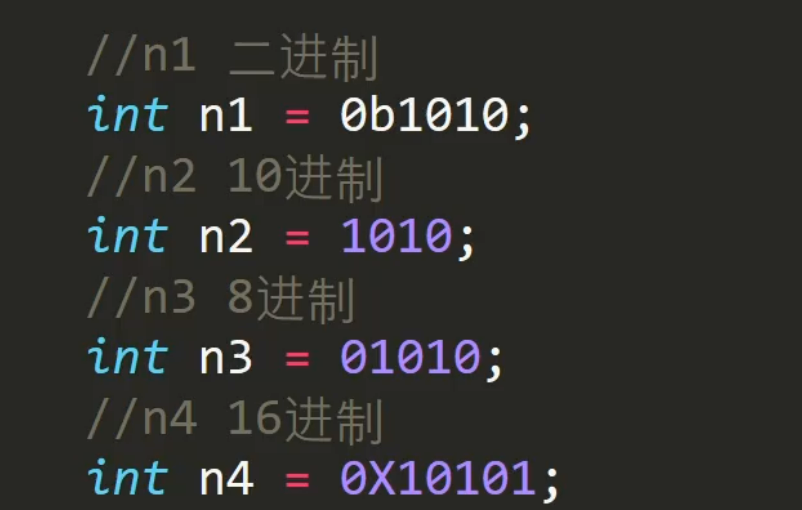 //n1 二进制
int n1 = 0b1010;
//n2 10进制
int n2 = 1010;
//n3 8进制
int n3 = 01010;
//n4 16进制
int n4 = 0X10101;